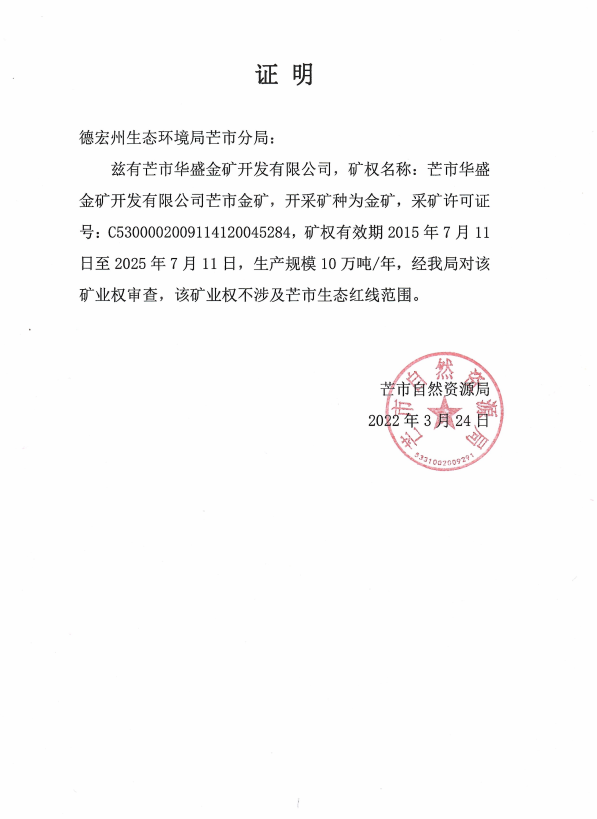 证 明
德宏州生态环境局芒市分局：
兹有芒市华盛金矿开发有限公司，矿权名称：芒市华盛
金矿开发有限公司芒市金矿，开采矿种为金矿，采矿许可证
号：C5300002009114120045284，矿权有效期 2015 年 7 月 11
日至 2025 年 7 月 11 日，生产规模 10 万吨/年，经我局对该
矿业权审查，该矿业权不涉及芒市生态红线范围。
芒市自然资源局
2022 年 3 月 24 日
芒市自然资源局